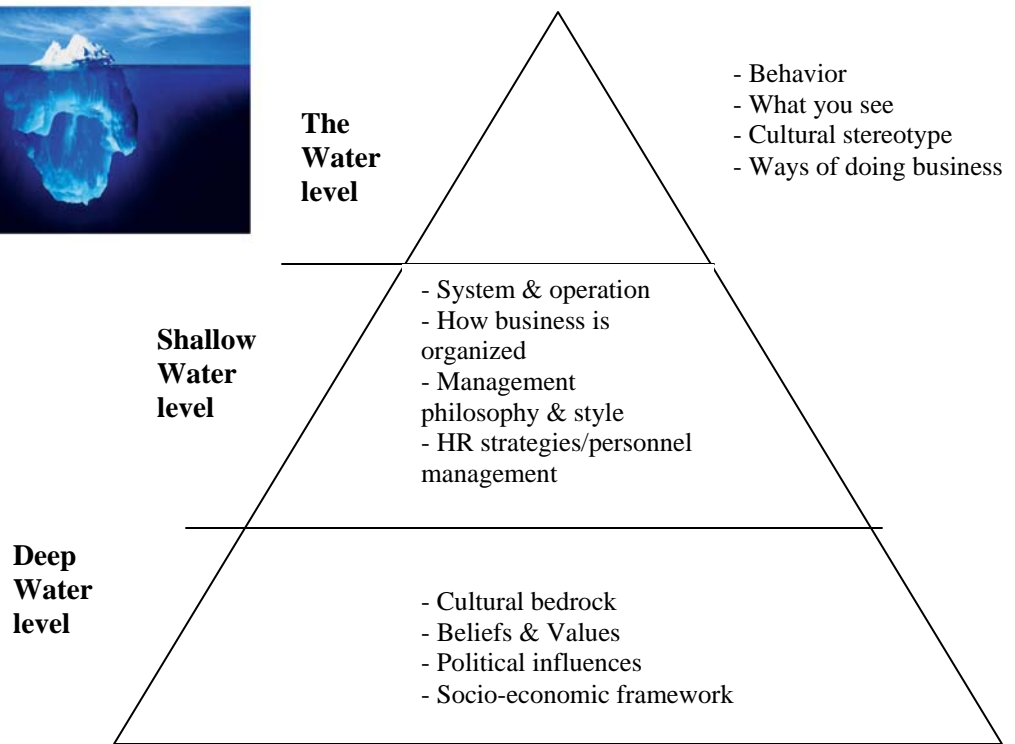 The
Water
level
- Behavior
- What you see
- Cultural stereotype
- Ways of doing business
Shallow
Water
level
- System & operation
- How business is
organized
- Management
philosophy & style
- HR strategies/personnel
management
Deep
Water
level
- Cultural bedrock
- Beliefs & Values
- Political influences
- Socio-economic framework